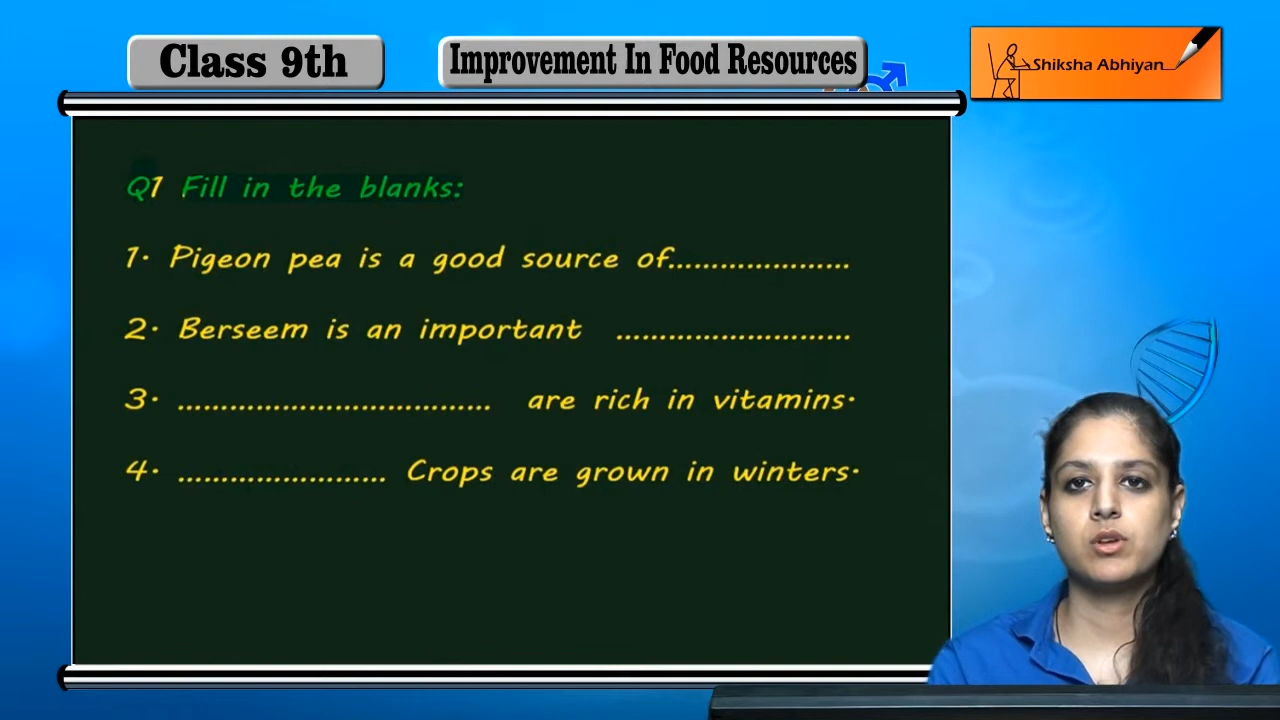 Class 9th
Improvement In Food Resources
Shiksha Abhiyan
Q1 Fill in the blanks:
1. Pigeon pea is a good source of.....................
2. Berseem is an important ...........................
3. .................................... are rich in vitamins.
4. ........................ Crops are grown in winters.